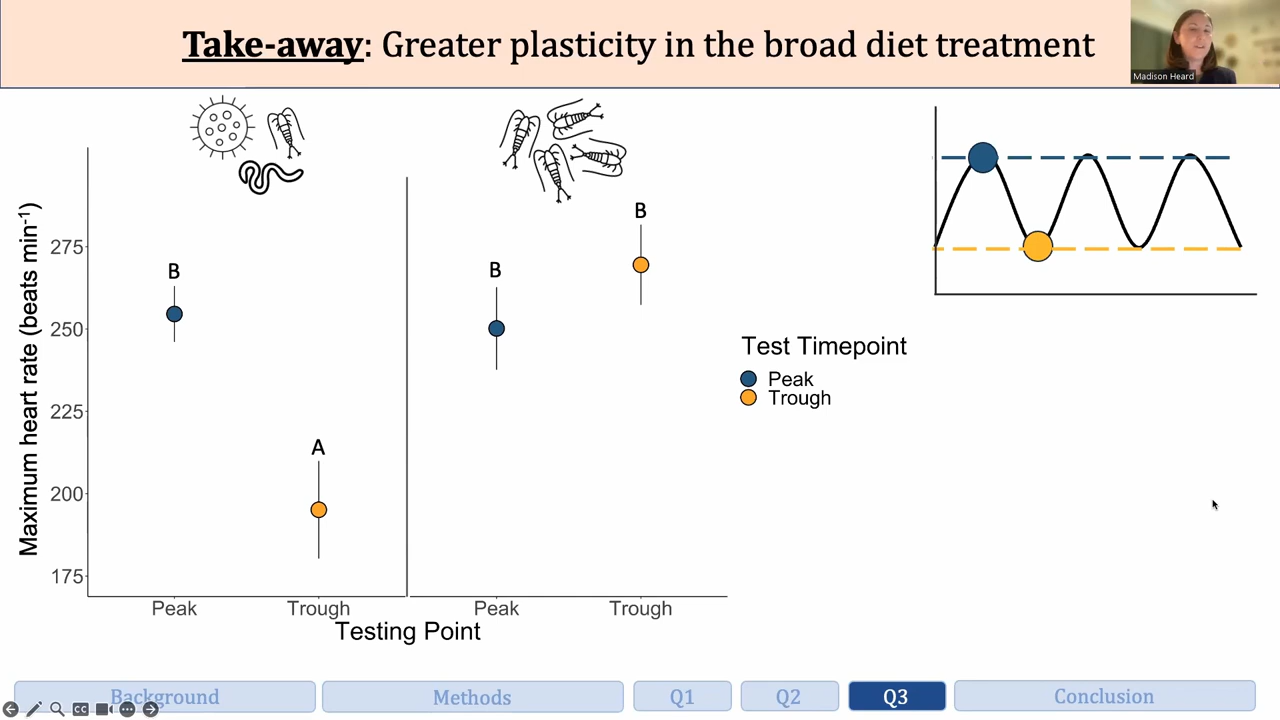 Take-away: Greater plasticity in the broad diet treatment
Madison Heard
Maximum heart rate (beats min⁻¹)
275
250
225
200
175
B
A
B
B
Peak
Trough
Peak
Trough
Testing Point
Test Timepoint
Peak
Trough
Background
Methods
Q1
Q2
Q3
Conclusion
CC